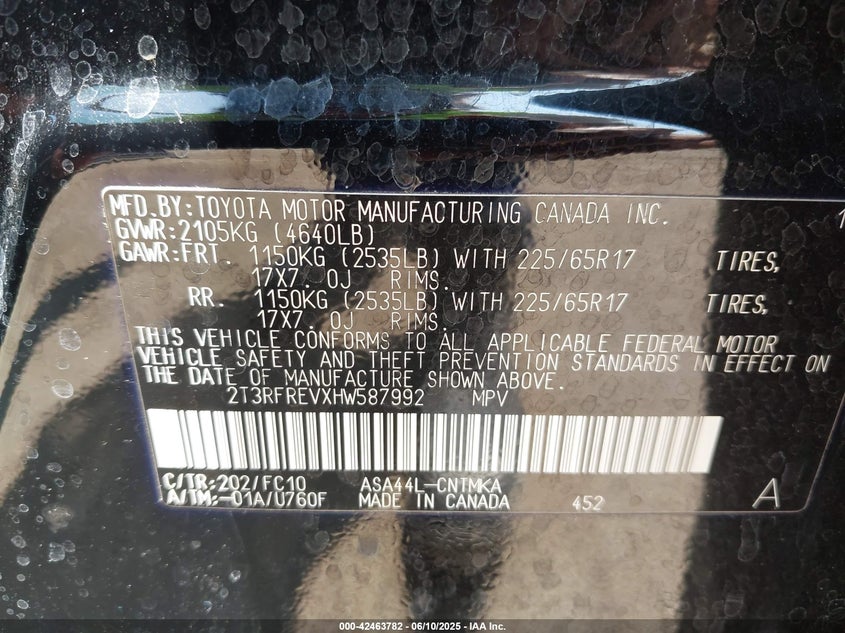 MFD.BY:TOYOTA MOTOR MANUFACTURING CANADA INC. 1
GVWR:2105KG (4640LB)
GAWR:FRT. 1150KG (2535LB) WITH 225/65R17 TIRES,
17X7. 0J RIMS.
RR. 1150KG (2535LB) WITH 225/65R17 TIRES,
17X7. 0J RIMS.
THIS VEHICLE CONFORMS TO ALL APPLICABLE FEDERAL MOTOR
VEHICLE SAFETY AND THEFT PREVENTION STANDARDS IN EFFECT ON
THE DATE OF MANUFACTURE SHOWN ABOVE.
2T3RFREVXHW587992 MPV
C/TR:202/FC10 ASA44L-CNTMKA
A/TM:-01A/U760F MADE IN CANADA 452 A
000-42463782 - 06/10/2025 - IAA Inc.